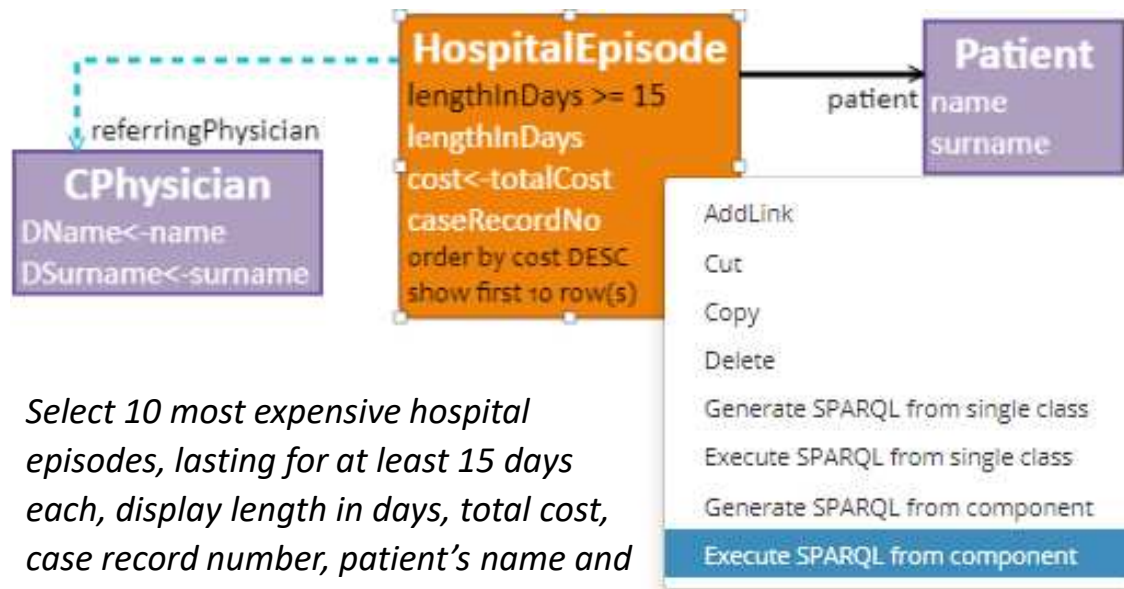 HospitalEpisode
lengthInDays >= 15
lengthInDays
cost<-totalCost
caseRecordNo
order by cost DESC
show first 10 row(s)
referringPhysician
CPhysician
DName<-name
DSurname<-surname
patient
Patient
name
surname
AddLink
Cut
Copy
Delete
Generate SPARQL from single class
Execute SPARQL from single class
Generate SPARQL from component
Execute SPARQL from component
Select 10 most expensive hospital
episodes, lasting for at least 15 days
each, display length in days, total cost,
case record number, patient’s name and